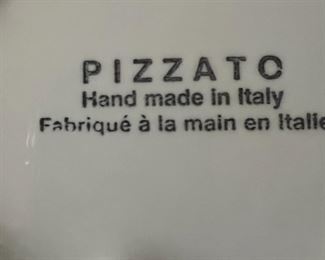 PIZZATO
Hand made in Italy
Fabriqué à la main en Italie